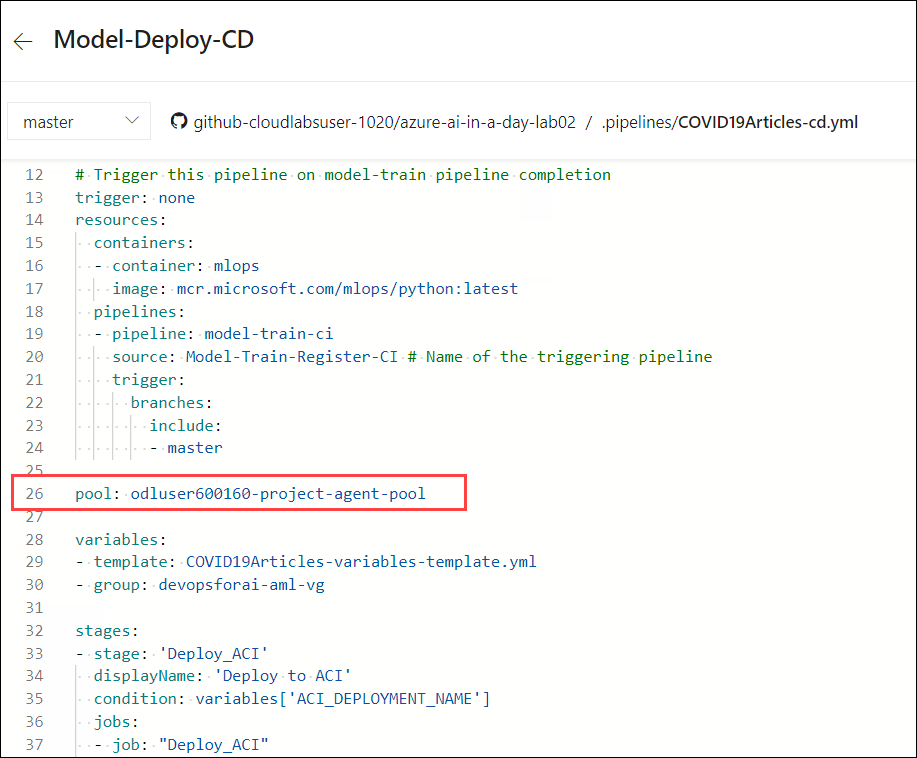 Model-Deploy-CD
master github-cloudlabsuser-1020/azure-ai-in-a-day-lab02 / .pipelines/COVID19Articles-cd.yml
12 # Trigger this pipeline on model-train pipeline completion
13 trigger: none
14 resources:
15   containers:
16   - container: mlops
17     image: mcr.microsoft.com/mlops/python:latest
18   pipelines:
19   - pipeline: model-train-ci
20     source: Model-Train-Register-CI # Name of the triggering pipeline
21     trigger:
22       branches:
23         include:
24         - master
25
26 pool: odluser600160-project-agent-pool
27
28 variables:
29 - template: COVID19Articles-variables-template.yml
30 - group: devopsforai-aml-vg
31
32 stages:
33 - stage: 'Deploy_ACI'
34   displayName: 'Deploy to ACI'
35   condition: variables['ACI_DEPLOYMENT_NAME']
36   jobs:
37   - job: "Deploy_ACI"